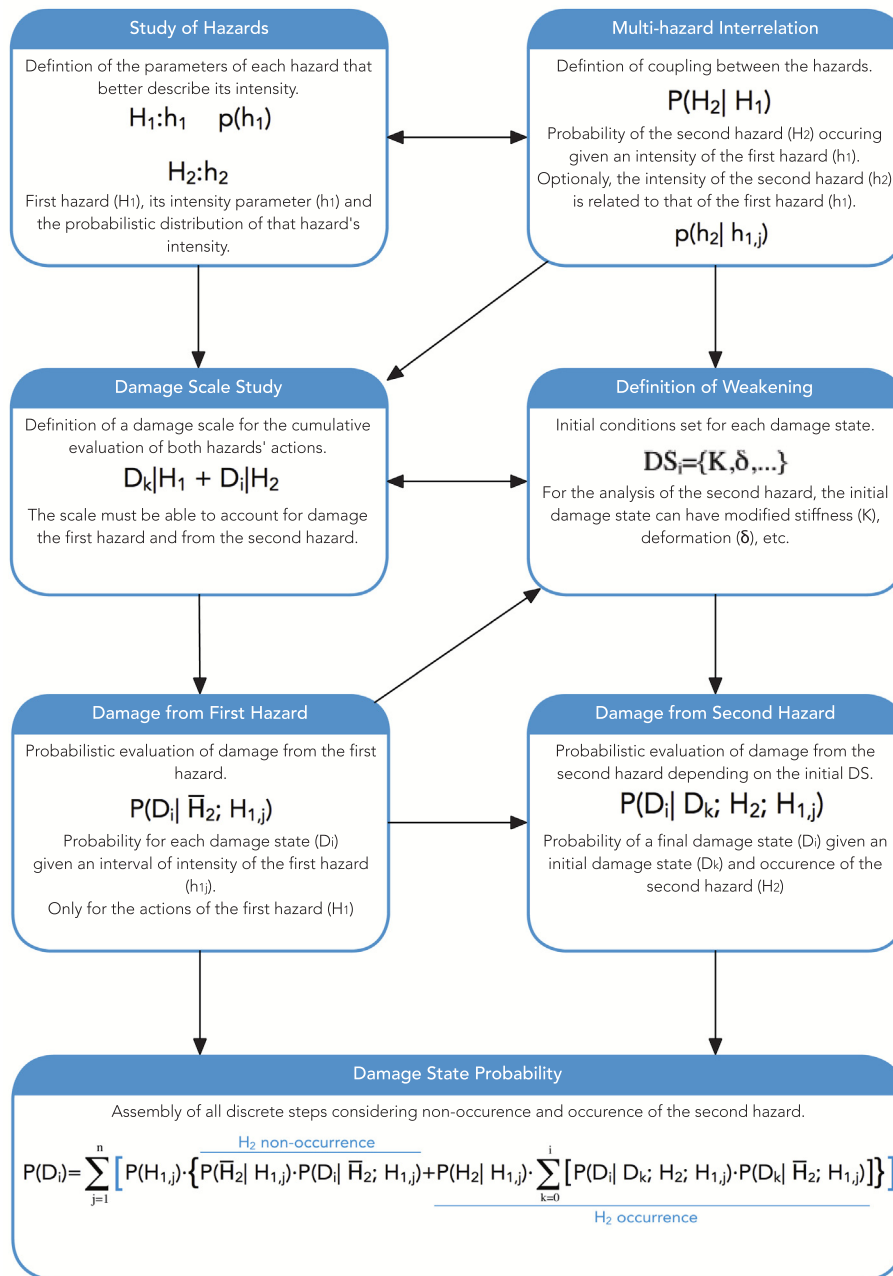 Study of Hazards
Defintion of the parameters of each hazard that
better describe its intensity.
H₁:h₁ p(h₁)
H₂:h₂
First hazard (H₁), its intensity parameter (h₁) and
the probabilistic distribution of that hazard's
intensity.
Multi-hazard Interrelation
Defintion of coupling between the hazards.
P(H₂| H₁)
Probability of the second hazard (H₂) occuring
given an intensity of the first hazard (h₁).
Optionaly, the intensity of the second hazard (h₂)
is related to that of the first hazard (h₁).
p(h₂| h₁,ⱼ)
Damage Scale Study
Definition of a damage scale for the cumulative
evaluation of both hazards' actions.
Dₖ|H₁ + Dᵢ|H₂
The scale must be able to account for damage
the first hazard and from the second hazard.
Definition of Weakening
Initial conditions set for each damage state.
DSᵢ={K,δ,...}
For the analysis of the second hazard, the initial
damage state can have modified stiffness (K),
deformation (δ), etc.
Damage from First Hazard
Probabilistic evaluation of damage from the first
hazard.
P(Dᵢ| H̅₂; H₁,ⱼ)
Probability for each damage state (Dᵢ)
given an interval of intensity of the first hazard
(h₁ⱼ).
Only for the actions of the first hazard (H₁)
Damage from Second Hazard
Probabilistic evaluation of damage from the
second hazard depending on the initial DS.
P(Dᵢ| Dₖ; H₂; H₁,ⱼ)
Probability of a final damage state (Dᵢ) given an
initial damage state (Dₖ) and occurence of the
second hazard (H₂)
Damage State Probability
Assembly of all discrete steps considering non-occurence and occurence of the second hazard.
H₂ non-occurrence
P(Dᵢ)=∑ⱼ₌₁ⁿ[P(H₁,ⱼ)·{P(H̅₂| H₁,ⱼ)·P(Dᵢ| H̅₂; H₁,ⱼ)+P(H₂| H₁,ⱼ)·∑ₖ₌₀ⁱ[P(Dᵢ| Dₖ; H₂; H₁,ⱼ)·P(Dₖ| H̅₂; H₁,ⱼ)]}]
H₂ occurrence